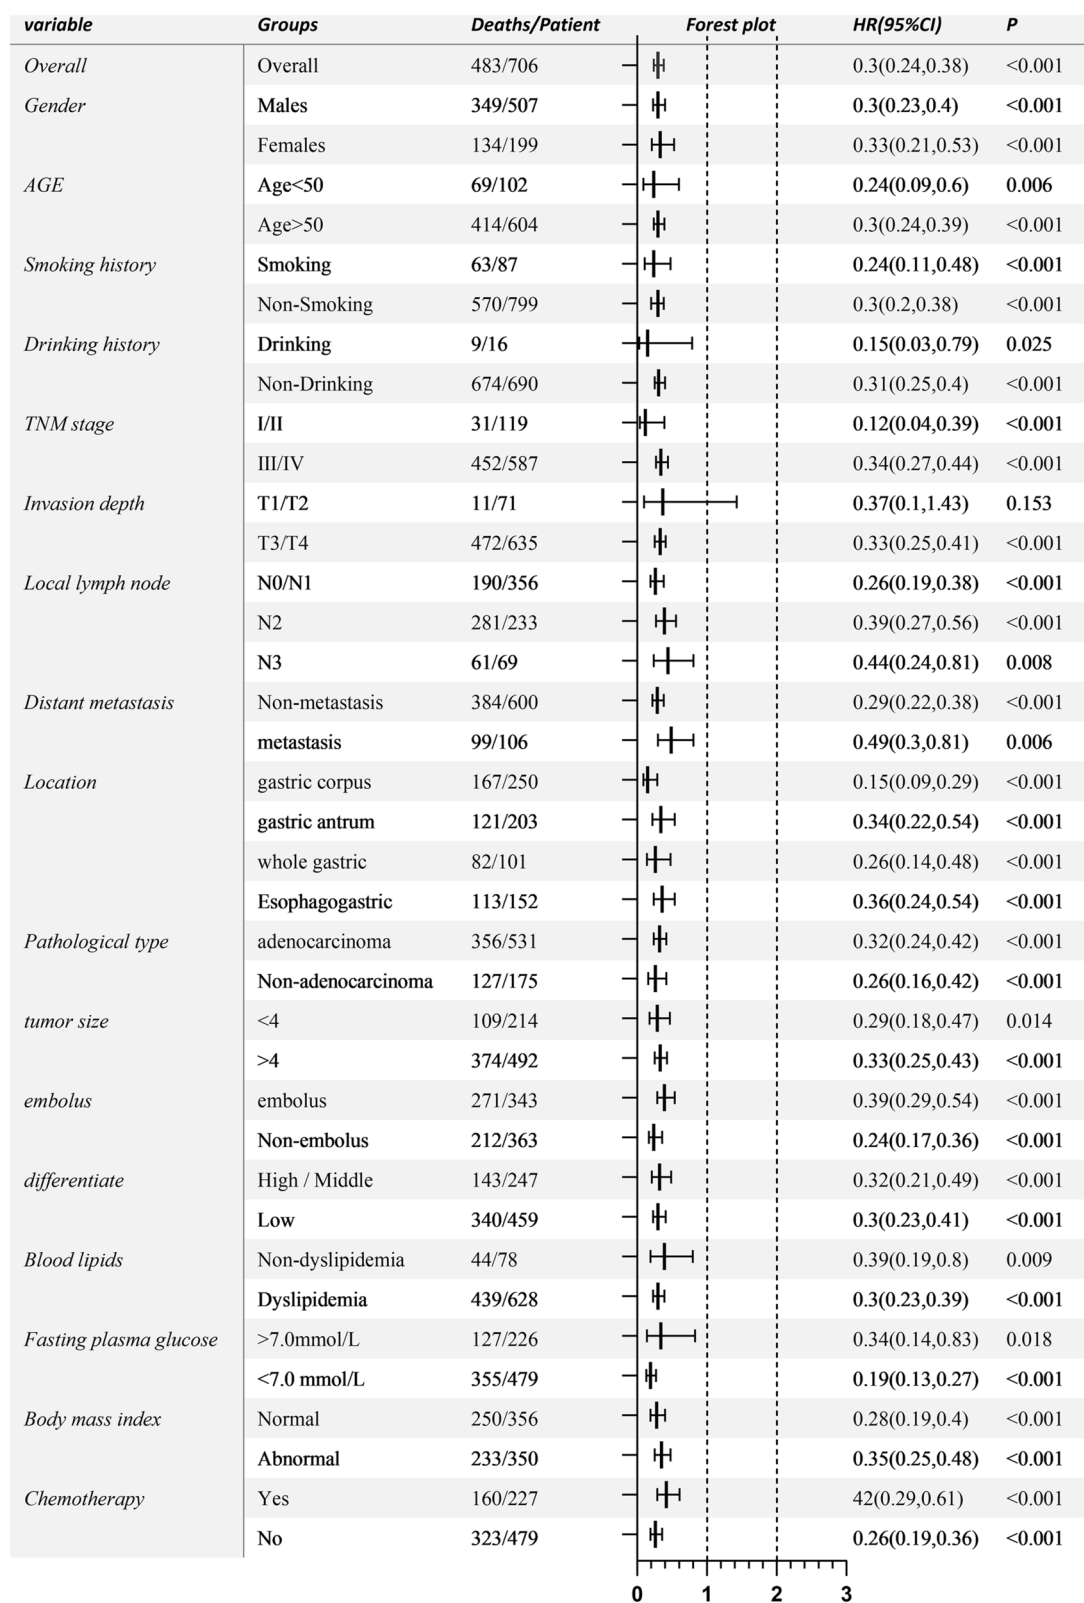 variable Groups Deaths/Patient Forest plot HR(95%CI) P
Overall Overall 483/706 0.3(0.24,0.38) <0.001
Gender Males 349/507 0.3(0.23,0.4) <0.001
Females 134/199 0.33(0.21,0.53) <0.001
AGE Age<50 69/102 0.24(0.09,0.6) 0.006
Age>50 414/604 0.3(0.24,0.39) <0.001
Smoking history Smoking 63/87 0.24(0.11,0.48) <0.001
Non-Smoking 570/799 0.3(0.2,0.38) <0.001
Drinking history Drinking 9/16 0.15(0.03,0.79) 0.025
Non-Drinking 674/690 0.31(0.25,0.4) <0.001
TNM stage I/II 31/119 0.12(0.04,0.39) <0.001
III/IV 452/587 0.34(0.27,0.44) <0.001
Invasion depth T1/T2 11/71 0.37(0.1,1.43) 0.153
T3/T4 472/635 0.33(0.25,0.41) <0.001
Local lymph node N0/N1 190/356 0.26(0.19,0.38) <0.001
N2 281/233 0.39(0.27,0.56) <0.001
N3 61/69 0.44(0.24,0.81) 0.008
Distant metastasis Non-metastasis 384/600 0.29(0.22,0.38) <0.001
metastasis 99/106 0.49(0.3,0.81) 0.006
Location gastric corpus 167/250 0.15(0.09,0.29) <0.001
gastric antrum 121/203 0.34(0.22,0.54) <0.001
whole gastric 82/101 0.26(0.14,0.48) <0.001
Esophagogastric 113/152 0.36(0.24,0.54) <0.001
Pathological type adenocarcinoma 356/531 0.32(0.24,0.42) <0.001
Non-adenocarcinoma 127/175 0.26(0.16,0.42) <0.001
tumor size <4 109/214 0.29(0.18,0.47) 0.014
>4 374/492 0.33(0.25,0.43) <0.001
embolus embolus 271/343 0.39(0.29,0.54) <0.001
Non-embolus 212/363 0.24(0.17,0.36) <0.001
differentiate High / Middle 143/247 0.32(0.21,0.49) <0.001
Low 340/459 0.3(0.23,0.41) <0.001
Blood lipids Non-dyslipidemia 44/78 0.39(0.19,0.8) 0.009
Dyslipidemia 439/628 0.3(0.23,0.39) <0.001
Fasting plasma glucose >7.0mmol/L 127/226 0.34(0.14,0.83) 0.018
<7.0 mmol/L 355/479 0.19(0.13,0.27) <0.001
Body mass index Normal 250/356 0.28(0.19,0.4) <0.001
Abnormal 233/350 0.35(0.25,0.48) <0.001
Chemotherapy Yes 160/227 42(0.29,0.61) <0.001
No 323/479 0.26(0.19,0.36) <0.001
0 1 2 3